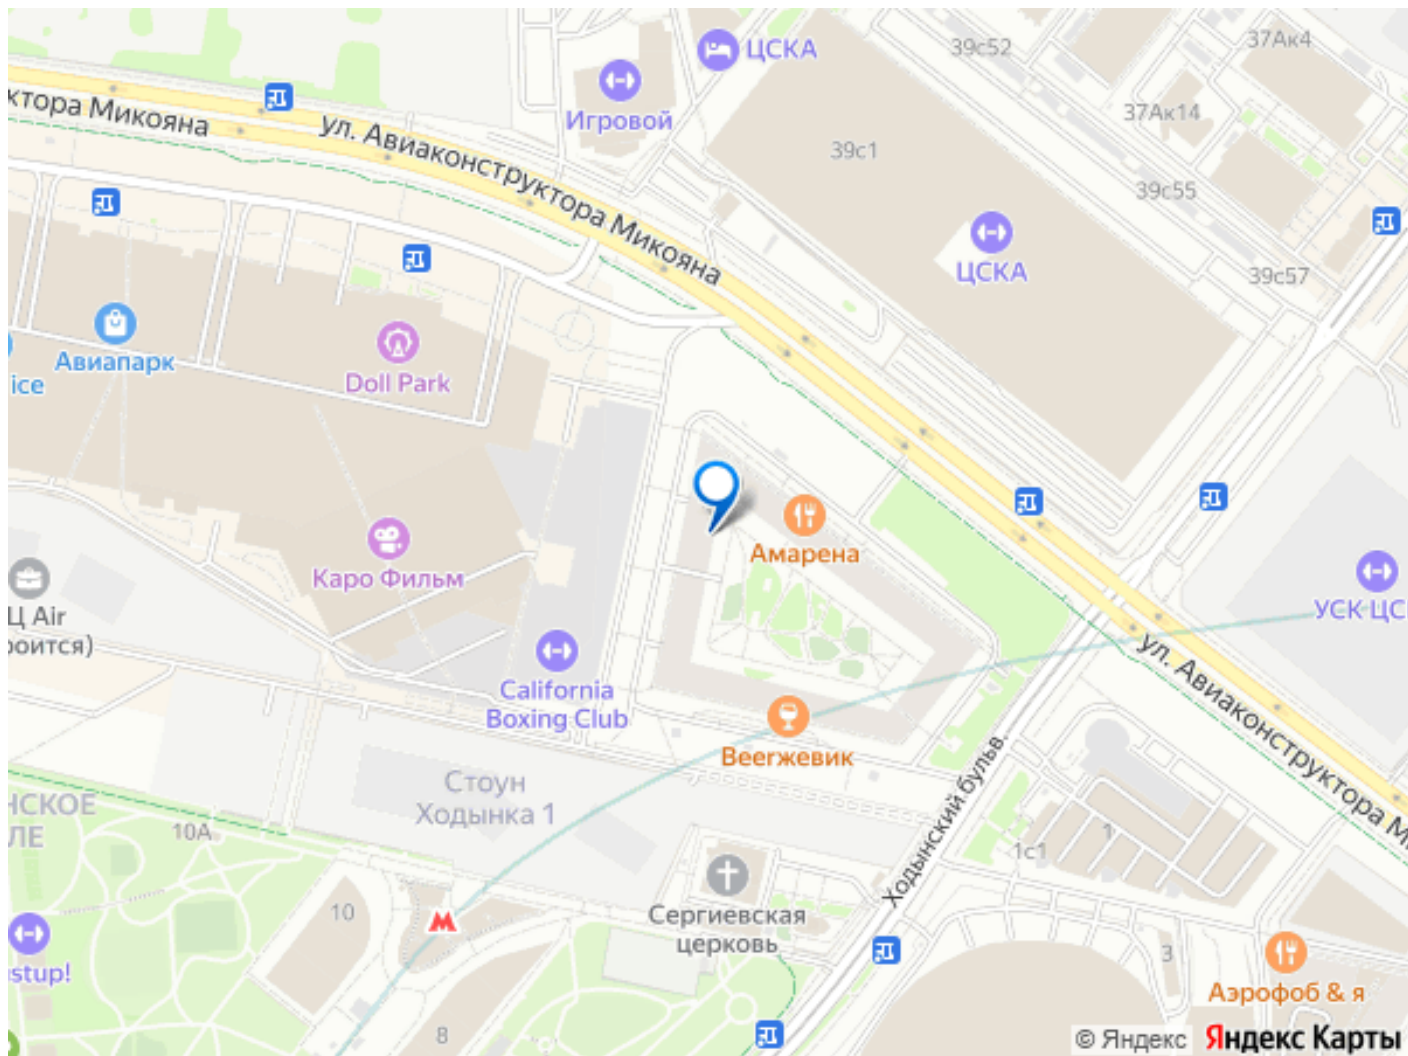 ЦСКА
39с52
37Ак4
ктора Микояна
ул. Авиаконструктора Микояна
Игровой
37Ак14
39с1
39с55
ЦСКА
39с57
Авиапарк
ice
Doll Park
Каро Фильм
Амарена
Ц Air
роится)
УСК ЦС
ул. Авиаконструктора М
California
Boxing Club
Веегжевик
Стоун
Ходынка 1
НСКОЕ
ЛЕ
10А
Ходынский бульв.
1
1с1
10
Сергиевская
церковь
stup!
3
Аэрофоб & я
8
© Яндекс Яндекс Карты